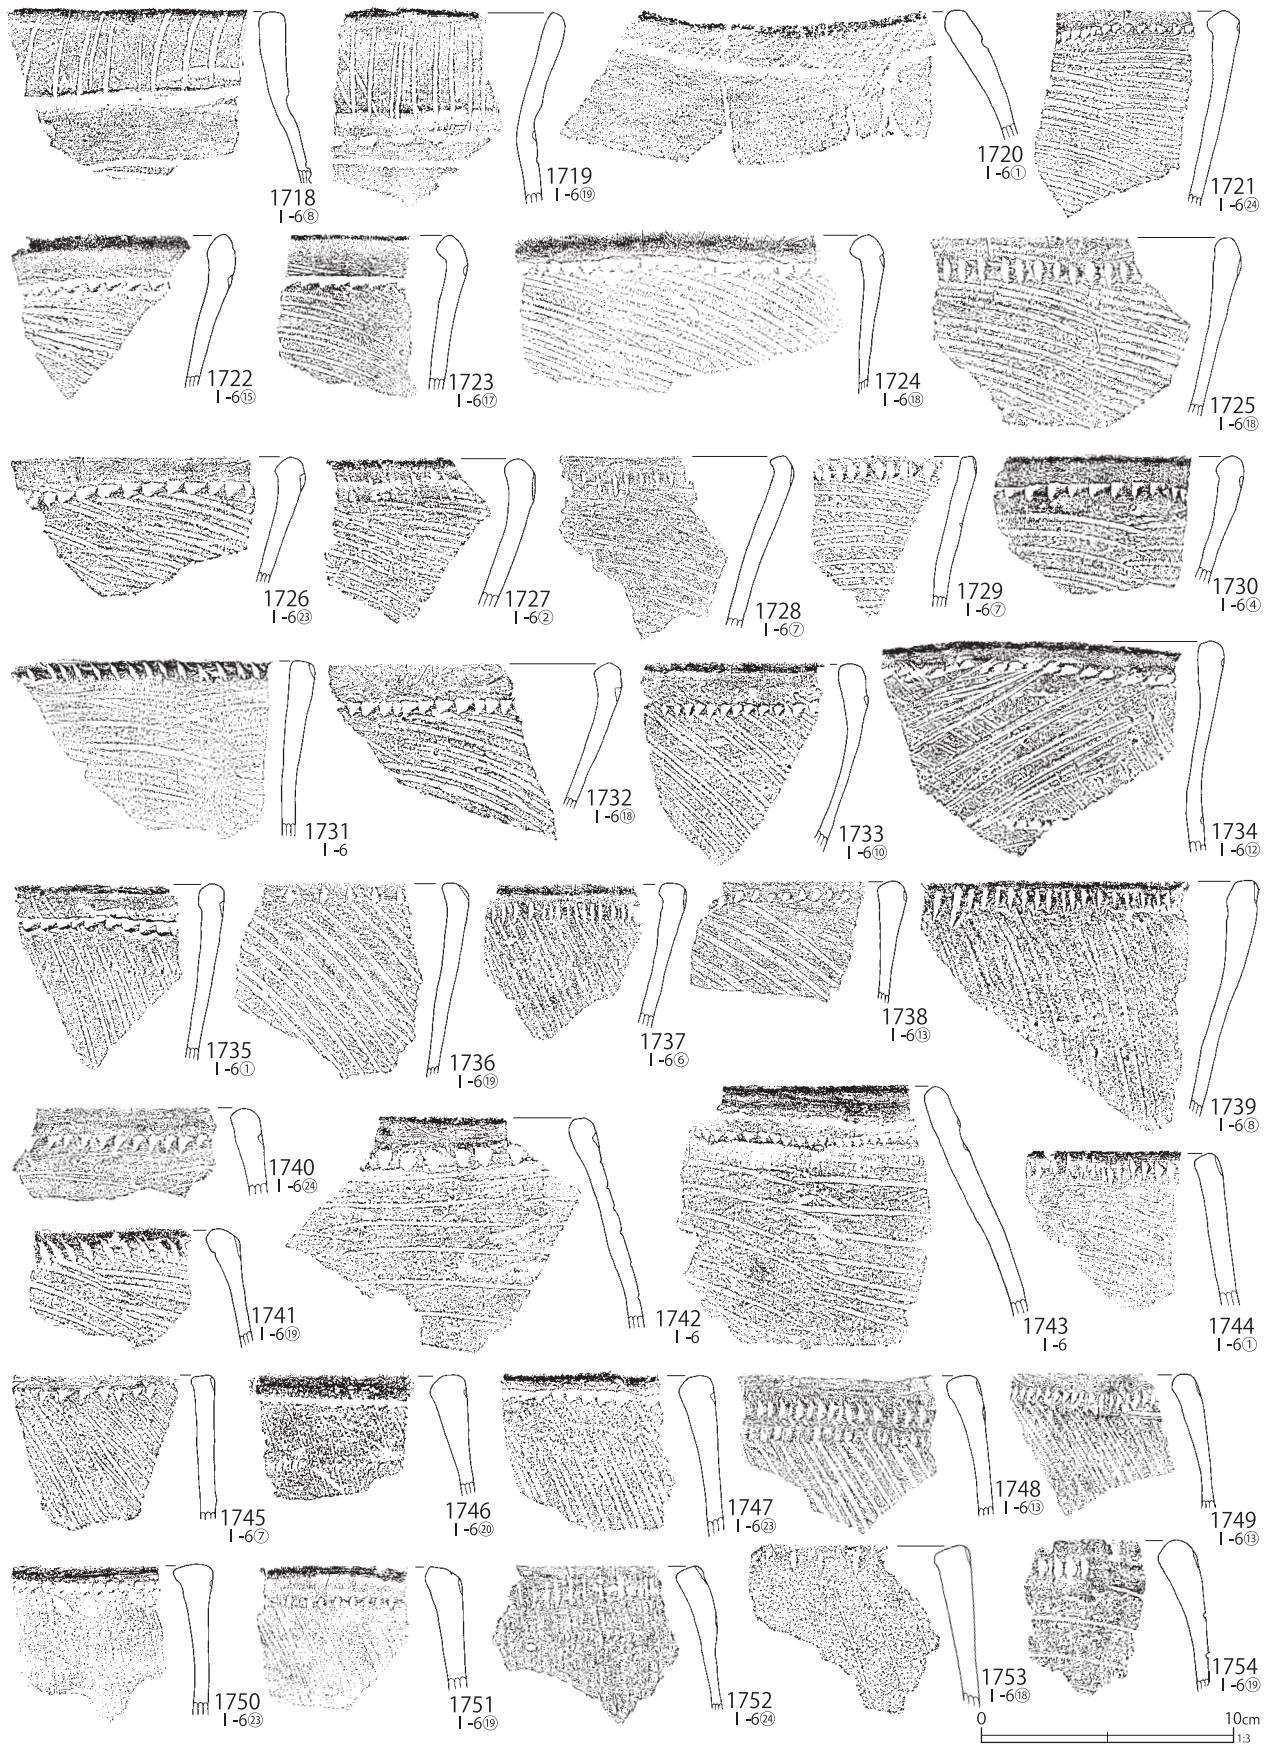 1718
I -6⑧
1719
I -6⑲
1720
I -6①
1721
I -6㉔
1722
I -6⑮
1723
I -6⑰
1724
I -6⑱
1725
I -6⑱
1726
I -6㉓
1727
I -6②
1728
I -6⑦
1729
I -6⑦
1730
I -6④
1731
I -6
1732
I -6⑱
1733
I -6⑩
1734
I -6⑫
1735
I -6①
1736
I -6⑲
1737
I -6⑥
1738
I -6⑬
1739
I -6⑧
1740
I -6㉔
1741
I -6⑲
1742
I -6
1743
I -6
1744
I -6①
1745
I -6⑦
1746
I -6⑳
1747
I -6㉓
1748
I -6⑬
1749
I -6⑬
1750
I -6㉓
1751
I -6⑲
1752
I -6㉔
1753
I -6⑱
1754
I -6⑲
0 10cm
1:3